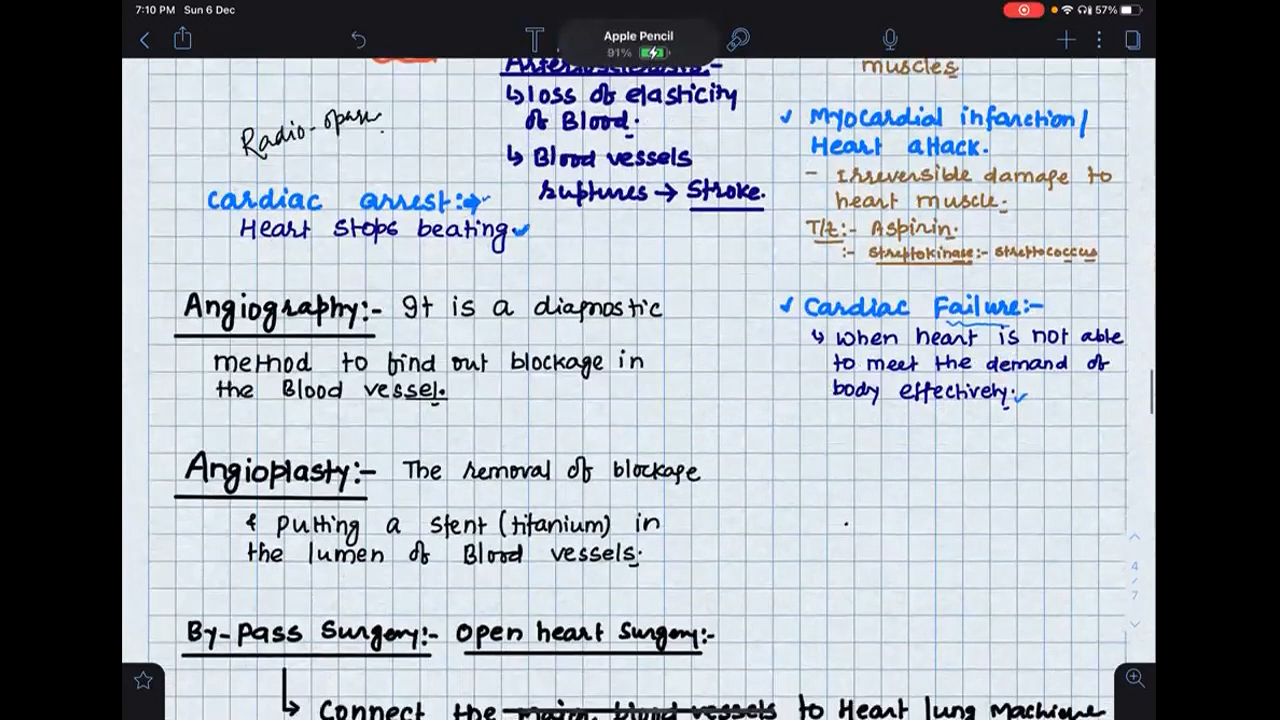 7:10 PM Sun 6 Dec
57%
Apple Pencil
91%
Arteriosclerosis:-
↳ loss of elasticity
of Blood.
↳ Blood vessels
ruptures → Stroke.
Radio-opaque
Cardiac arrest:→
Heart stops beating
Angiography:- It is a diagnostic
method to find out blockage in
the Blood vessel.
Angioplasty:- The removal of blockage
& putting a stent (titanium) in
the lumen of Blood vessels.
By-Pass Surgery:- Open heart Surgery:-
↳ Connect the main blood vessels to Heart lung machine
muscles
✓ Myocardial infarction/
Heart attack.
- Irreversible damage to
heart muscle.
T/t:- Aspirin.
:- Streptokinase:- Streptococcus
✓ Cardiac Failure:-
↳ when heart is not able
to meet the demand of
body effectively.
4
/
7